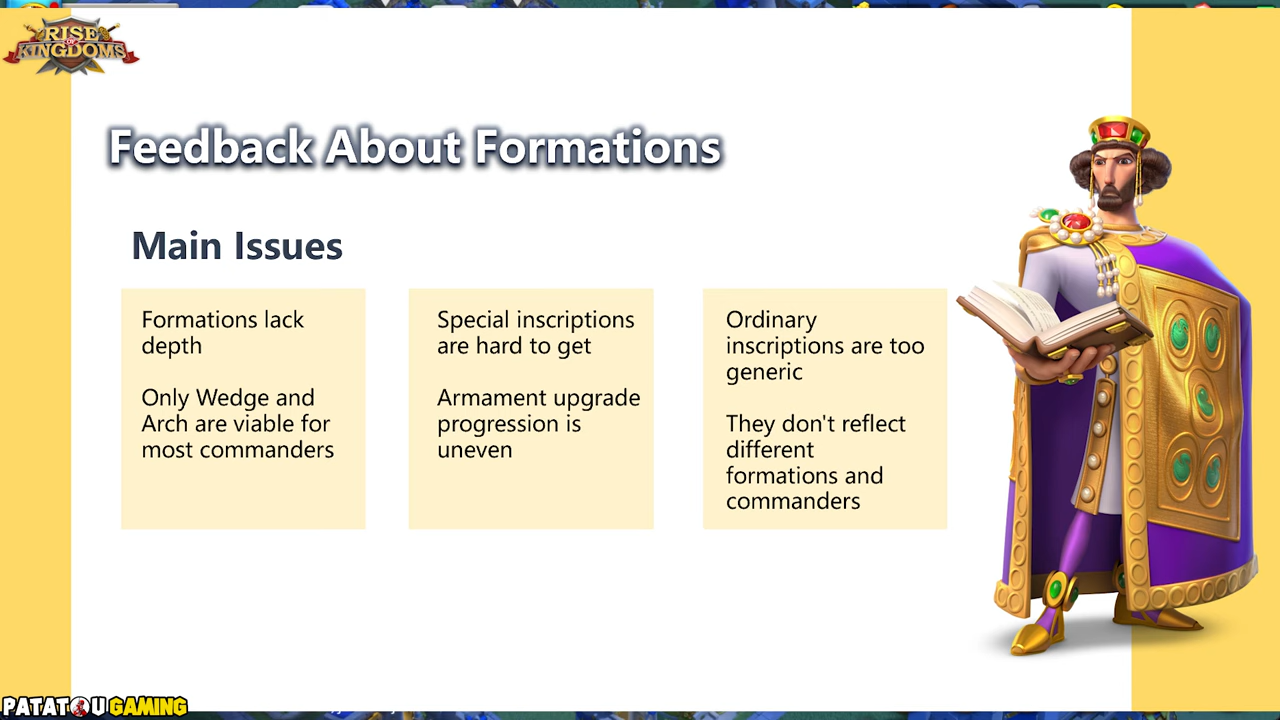 RISE
OF
KINGDOMS
Feedback About Formations
Main Issues
Formations lack
depth
Only Wedge and
Arch are viable for
most commanders
Special inscriptions
are hard to get
Armament upgrade
progression is
uneven
Ordinary
inscriptions are too
generic
They don't reflect
different
formations and
commanders
PATATOU GAMING